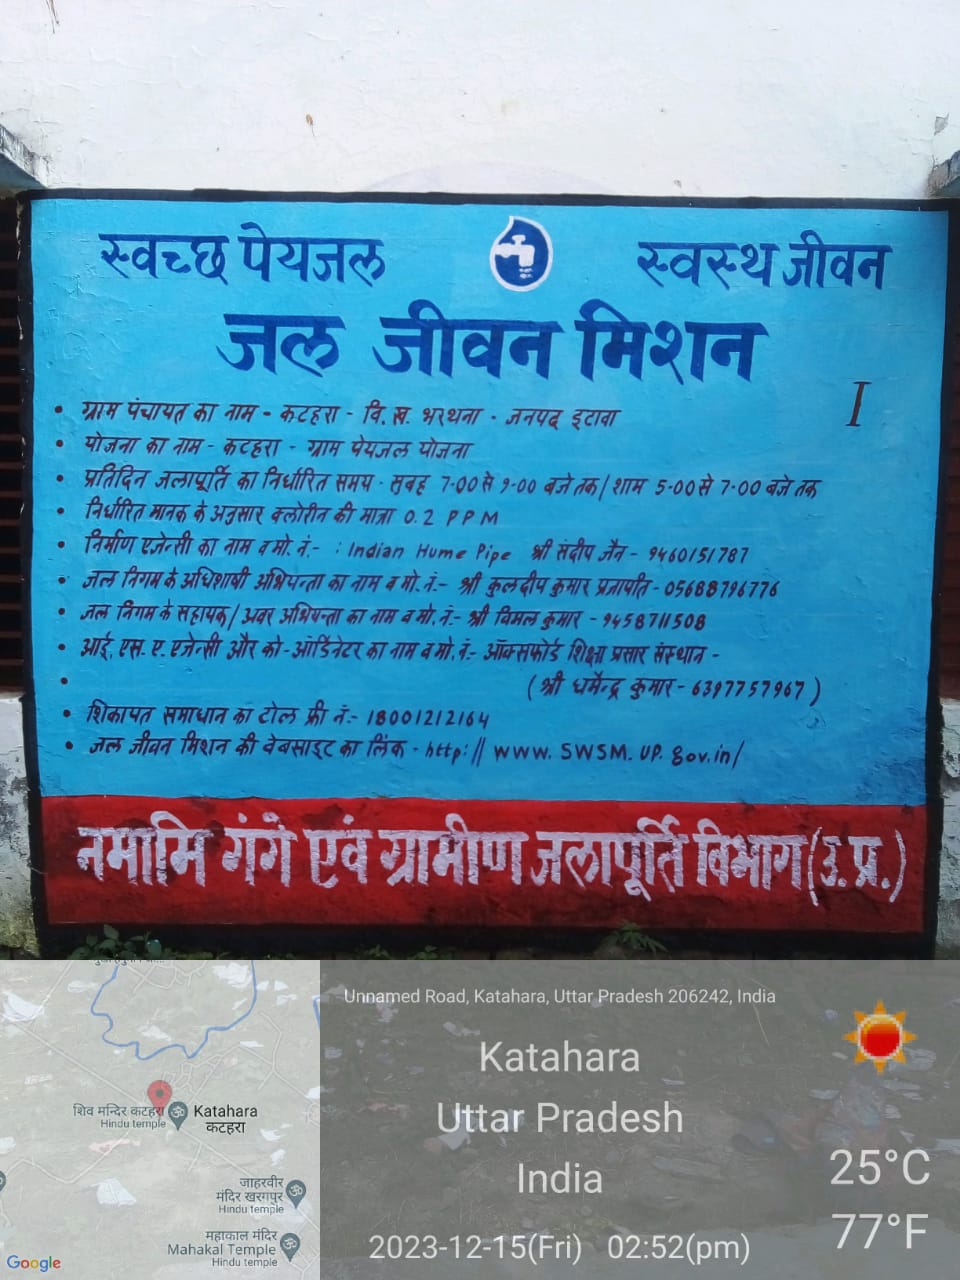 स्वच्छ पेयजल
स्वस्थ जीवन
जल जीवन मिशन
I
• ग्राम पंचायत का नाम - कटहरा - वि. ख. भरथना - जनपद इटावा
• योजना का नाम - कटहरा - ग्राम पेयजल योजना
• प्रतिदिन जलापूर्ति का निर्धारित समय - सुबह 7-00 से 9-00 बजे तक / शाम 5-00 से 7-00 बजे तक
• निर्धारित मानक के अनुसार क्लोरीन की मात्रा 0.2 PPM
• निर्माण एजेन्सी का नाम व मो. नं.- : Indian Hume Pipe श्री संदीप जैन - 9460151787
• जल निगम के अधिशाषी अभियन्ता का नाम व मो. नं.- श्री कुलदीप कुमार प्रजापति - 05688796776
• जल निगम के सहायक / अवर अभियन्ता का नाम व मो. नं.- श्री विमल कुमार - 9458711508
• आई. एस. ए. एजेन्सी और को-ऑर्डिनेटर का नाम व मो. नं.- ऑक्सफोर्ड शिक्षा प्रसार संस्थान -
• ( श्री धर्मेन्द्र कुमार - 6397757967 )
• शिकायत समाधान का टोल फ्री नं.- 18001212164
• जल जीवन मिशन की वेबसाइट का लिंक - http: // www. SWSM. UP. gov.in/
नमामि गंगे एवं ग्रामीण जलापूर्ति विभाग (उ. प्र.)
Unnamed Road, Katahara, Uttar Pradesh 206242, India
Katahara
Uttar Pradesh
India
2023-12-15(Fri) 02:52(pm)
25°C
77°F
शिव मन्दिर कटहरा
Hindu temple
Katahara
कटहरा
जाहरवीर
मंदिर खरगपुर
Hindu temple
महाकाल मंदिर
Mahakal Temple
Hindu temple
Google